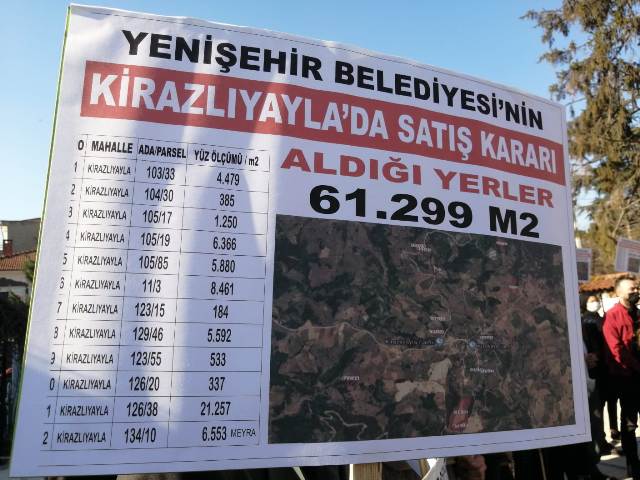 YENİŞEHİR BELEDİYESİ'NİN
KİRAZLIYAYLA'DA SATIŞ KARARI
ALDIĞI YERLER
61.299 M2
0 MAHALLE ADA/PARSEL YÜZ ÖLÇÜMÜ / m2
1 KİRAZLIYAYLA 103/33 4.479
2 KİRAZLIYAYLA 104/30 385
3 KİRAZLIYAYLA 105/17 1.250
4 KİRAZLIYAYLA 105/19 6.366
5 KİRAZLIYAYLA 105/85 5.880
6 KİRAZLIYAYLA 11/3 8.461
7 KİRAZLIYAYLA 123/15 184
8 KİRAZLIYAYLA 129/46 5.592
9 KİRAZLIYAYLA 123/55 533
0 KİRAZLIYAYLA 126/20 337
1 KİRAZLIYAYLA 126/38 21.257
2 KİRAZLIYAYLA 134/10 6.553 MEYRA